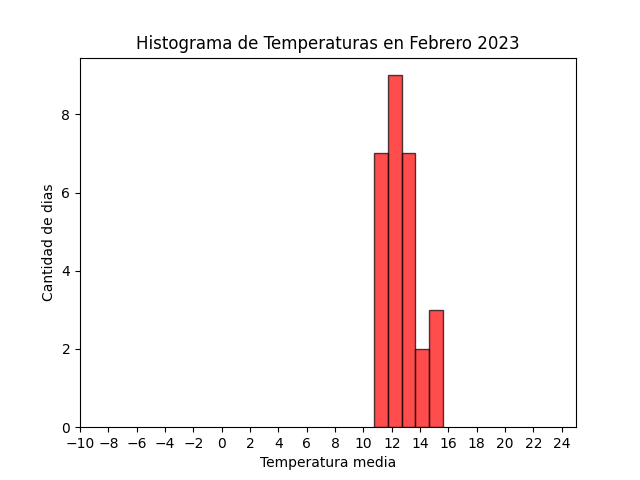 Histograma de Temperaturas en Febrero 2023
8
6
4
2
0
Cantidad de dias
−10 −8 −6 −4 −2 0 2 4 6 8 10 12 14 16 18 20 22 24
Temperatura media